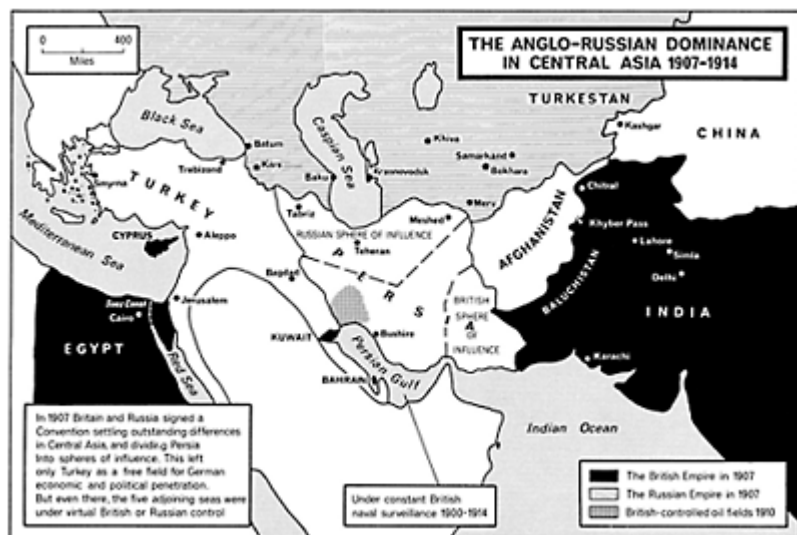 0 400
Miles
THE ANGLO-RUSSIAN DOMINANCE
IN CENTRAL ASIA 1907-1914
TURKESTAN
CHINA
Black Sea
Caspian Sea
Batum
Kars
Trebizond
Baku
Krasnovodsk
Khiva
Samarkand
Bokhara
Kashgar
Merv
Smyrna
TURKEY
Mediterranean Sea
CYPRUS
Aleppo
Tabriz
Meshed
RUSSIAN SPHERE OF INFLUENCE
Teheran
PERSIA
AFGHANISTAN
Chitral
Khyber Pass
Lahore
Simla
Delhi
BALUCHISTAN
INDIA
Karachi
Bagdad
Suez Canal
Jerusalem
Cairo
EGYPT
Red Sea
KUWAIT
Bushire
Persian Gulf
BAHRAIN
BRITISH
SPHERE
OF
INFLUENCE
Indian Ocean
In 1907 Britain and Russia signed a
Convention settling outstanding differences
in Central Asia, and dividing Persia
Into spheres of influence. This left
only Turkey as a free field for German
economic and political penetration.
But even there, the five adjoining seas were
under virtual British or Russian control
Under constant British
naval surveillance 1900-1914
The British Empire in 1907
The Russian Empire in 1907
British-controlled oil fields 1910